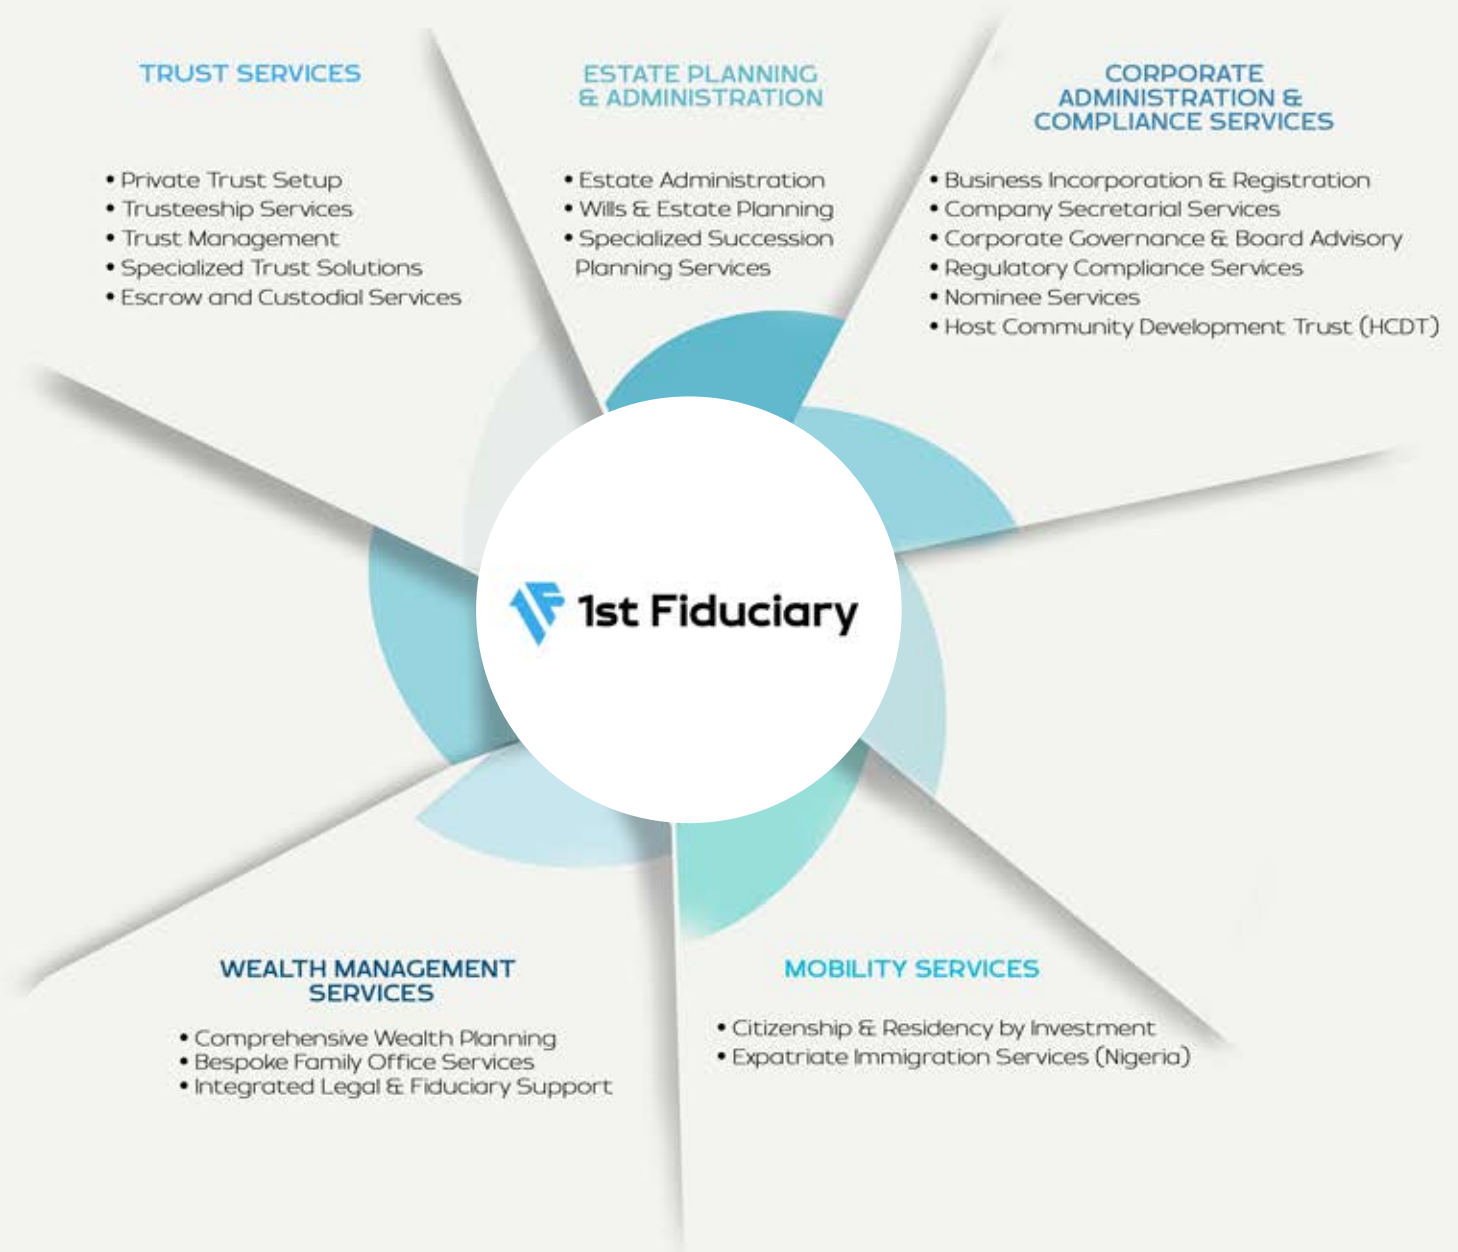 TRUST SERVICES
• Private Trust Setup
• Trusteeship Services
• Trust Management
• Specialized Trust Solutions
• Escrow and Custodial Services
ESTATE PLANNING
& ADMINISTRATION
• Estate Administration
• Wills & Estate Planning
• Specialized Succession
Planning Services
CORPORATE
ADMINISTRATION &
COMPLIANCE SERVICES
• Business Incorporation & Registration
• Company Secretarial Services
• Corporate Governance & Board Advisory
• Regulatory Compliance Services
• Nominee Services
• Host Community Development Trust (HCDT)
1st Fiduciary
WEALTH MANAGEMENT
SERVICES
• Comprehensive Wealth Planning
• Bespoke Family Office Services
• Integrated Legal & Fiduciary Support
MOBILITY SERVICES
• Citizenship & Residency by Investment
• Expatriate Immigration Services (Nigeria)